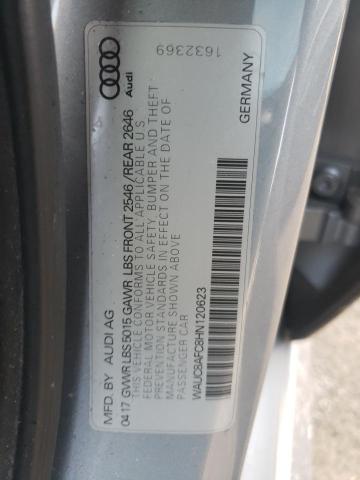 MFD. BY AUDI AG
Audi
0417 GVWR LBS 5015 GAWR LBS FRONT 2546 /REAR 2646
THIS VEHICLE CONFORMS TO ALL APPLICABLE U S
FEDERAL MOTOR VEHICLE SAFETY, BUMPER AND THEFT
PREVENTION STANDARDS IN EFFECT ON THE DATE OF
MANUFACTURE SHOWN ABOVE
PASSENGER CAR
1632369
WAUC8AFC8HN120623
GERMANY